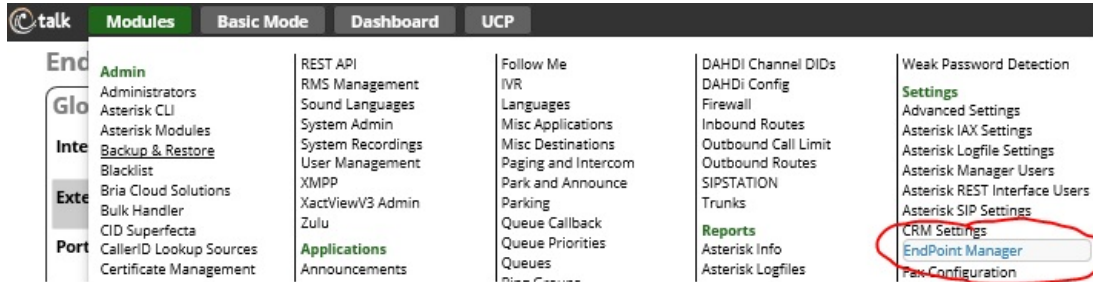 C talk Modules Basic Mode Dashboard UCP
End
Glo
Inte
Exte
Port
Admin
Administrators
Asterisk CLI
Asterisk Modules
Backup & Restore
Blacklist
Bria Cloud Solutions
Bulk Handler
CID Superfecta
CallerID Lookup Sources
Certificate Management
REST API
RMS Management
Sound Languages
System Admin
System Recordings
User Management
XMPP
XactViewV3 Admin
Zulu
Applications
Announcements
Follow Me
IVR
Languages
Misc Applications
Misc Destinations
Paging and Intercom
Park and Announce
Parking
Queue Callback
Queue Priorities
Queues
Ring Groups
DAHDI Channel DIDs
DAHDi Config
Firewall
Inbound Routes
Outbound Call Limit
Outbound Routes
SIPSTATION
Trunks
Reports
Asterisk Info
Asterisk Logfiles
Weak Password Detection
Settings
Advanced Settings
Asterisk IAX Settings
Asterisk Logfile Settings
Asterisk Manager Users
Asterisk REST Interface Users
Asterisk SIP Settings
CRM Settings
EndPoint Manager
Fax Configuration